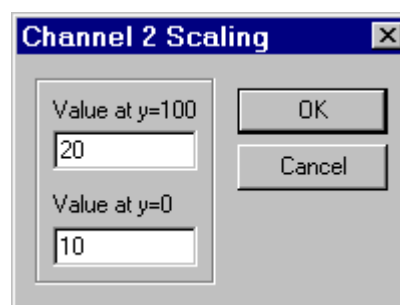 Channel 2 Scaling
Value at y=100
20
Value at y=0
10
OK
Cancel